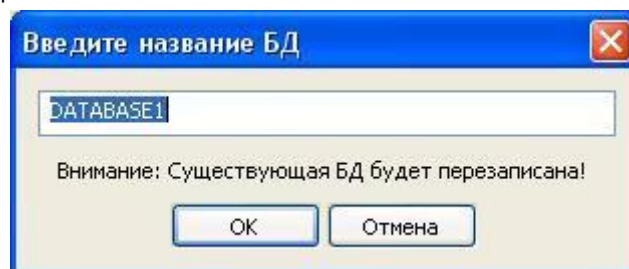 Введите название БД
DATABASE1
Внимание: Существующая БД будет перезаписана!
OK
Отмена